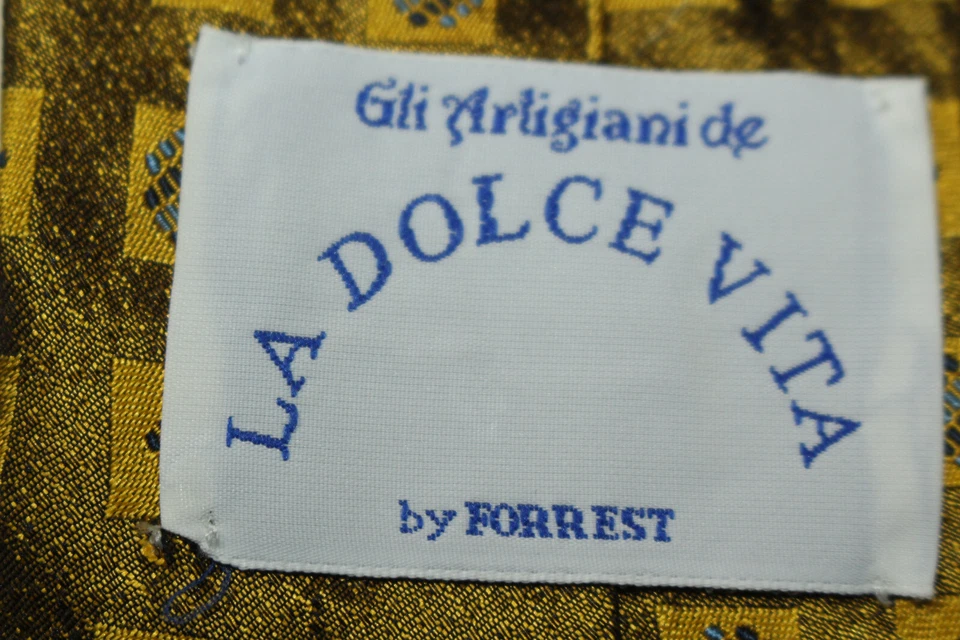 Gli Artigiani de
LA DOLCE VITA
by FORREST